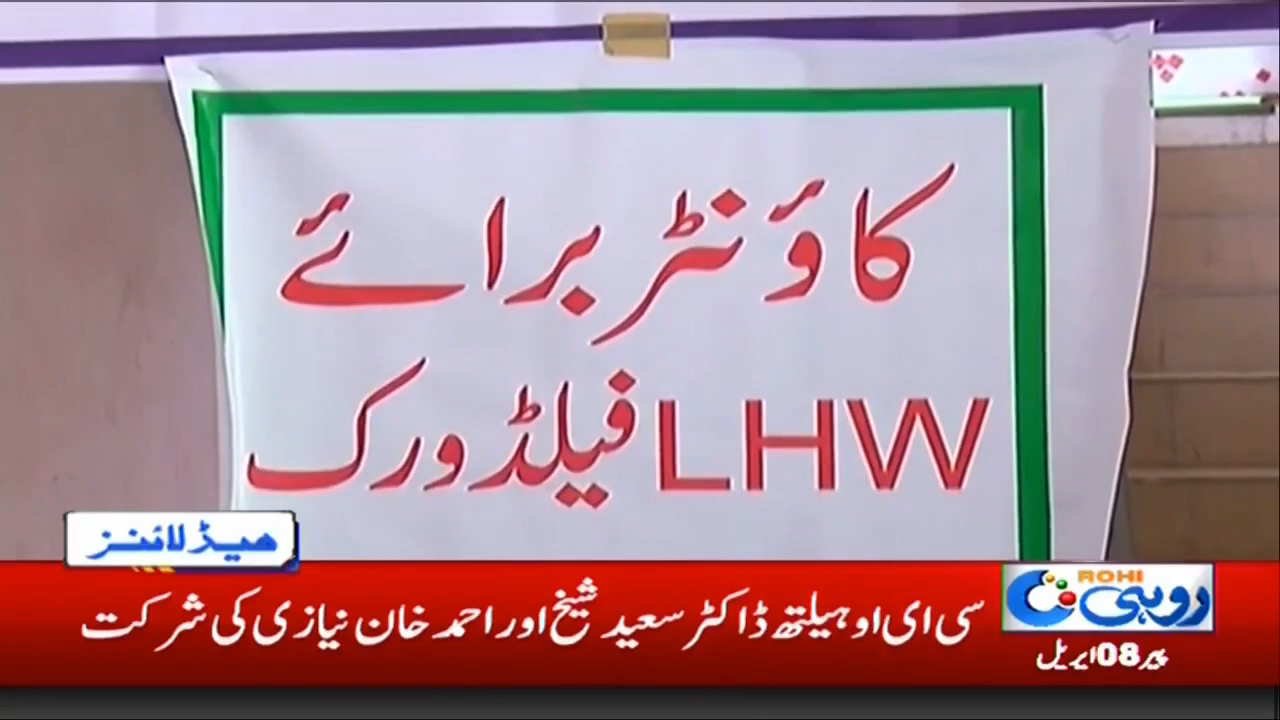 کاؤنٹر برائے
LHW فیلڈ ورک
ہیڈ لائنز
ROHI
روہی
سی ای او ہیلتھ ڈاکٹر سعید شیخ اور احمد خان نیازی کی شرکت
پیر 08 اپریل